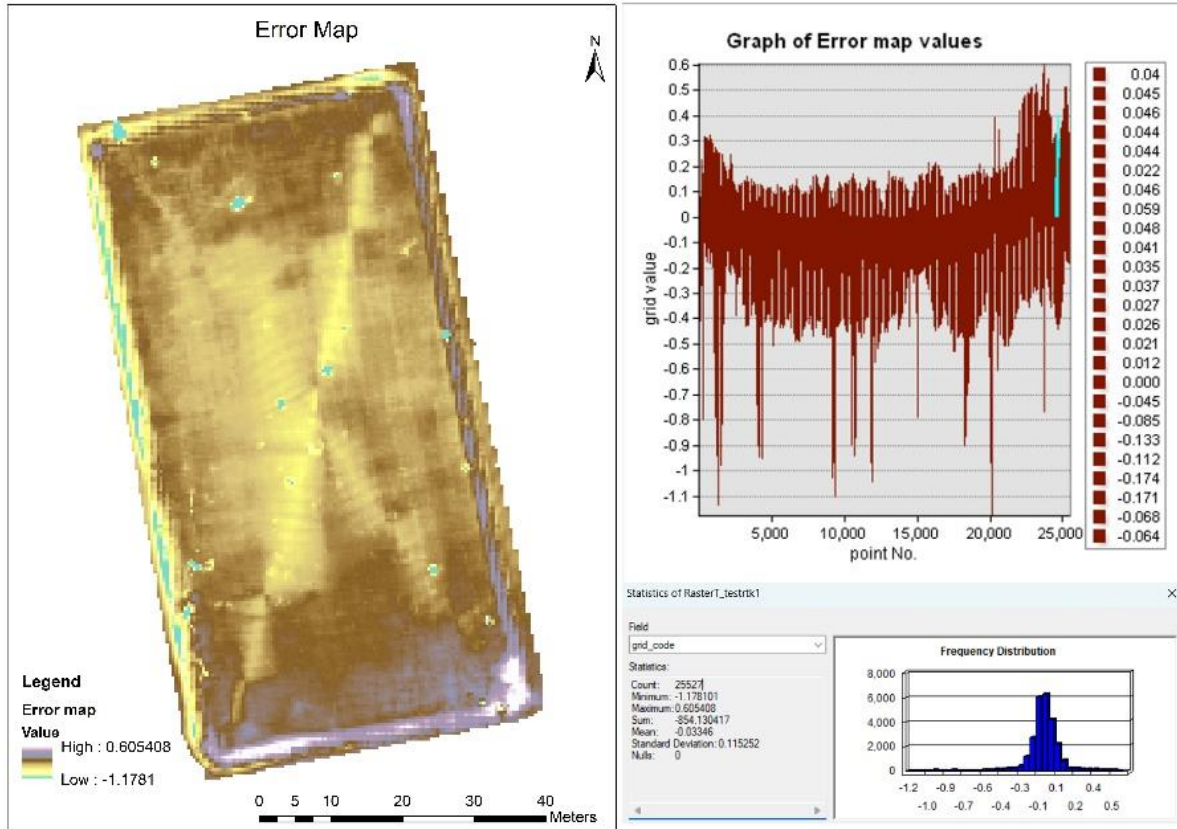 Error Map
N
Legend
Error map
Value
High : 0.605408
Low : -1.1781
0 5 10 20 30 40
Meters
Graph of Error map values
grid value
0.6
0.5
0.4
0.3
0.2
0.1
0
-0.1
-0.2
-0.3
-0.4
-0.5
-0.6
-0.7
-0.8
-0.9
-1
-1.1
5,000 10,000 15,000 20,000 25,000
point No.
0.04
0.045
0.046
0.044
0.044
0.022
0.046
0.059
0.048
0.041
0.035
0.037
0.027
0.026
0.021
0.012
0.000
-0.045
-0.085
-0.133
-0.112
-0.174
-0.171
-0.068
-0.064
Statistics of RasterT_testrtk1
Field
grid_code
Statistics:
Count: 25527
Minimum: -1.178101
Maximum: 0.605408
Sum: -854.130417
Mean: -0.03346
Standard Deviation: 0.115252
Nulls: 0
Frequency Distribution
8,000
6,000
4,000
2,000
0
-1.2 -0.9 -0.6 -0.3 -0.1 0.2 0.5
-1.0 -0.7 -0.4 -0.1 0.2 0.5